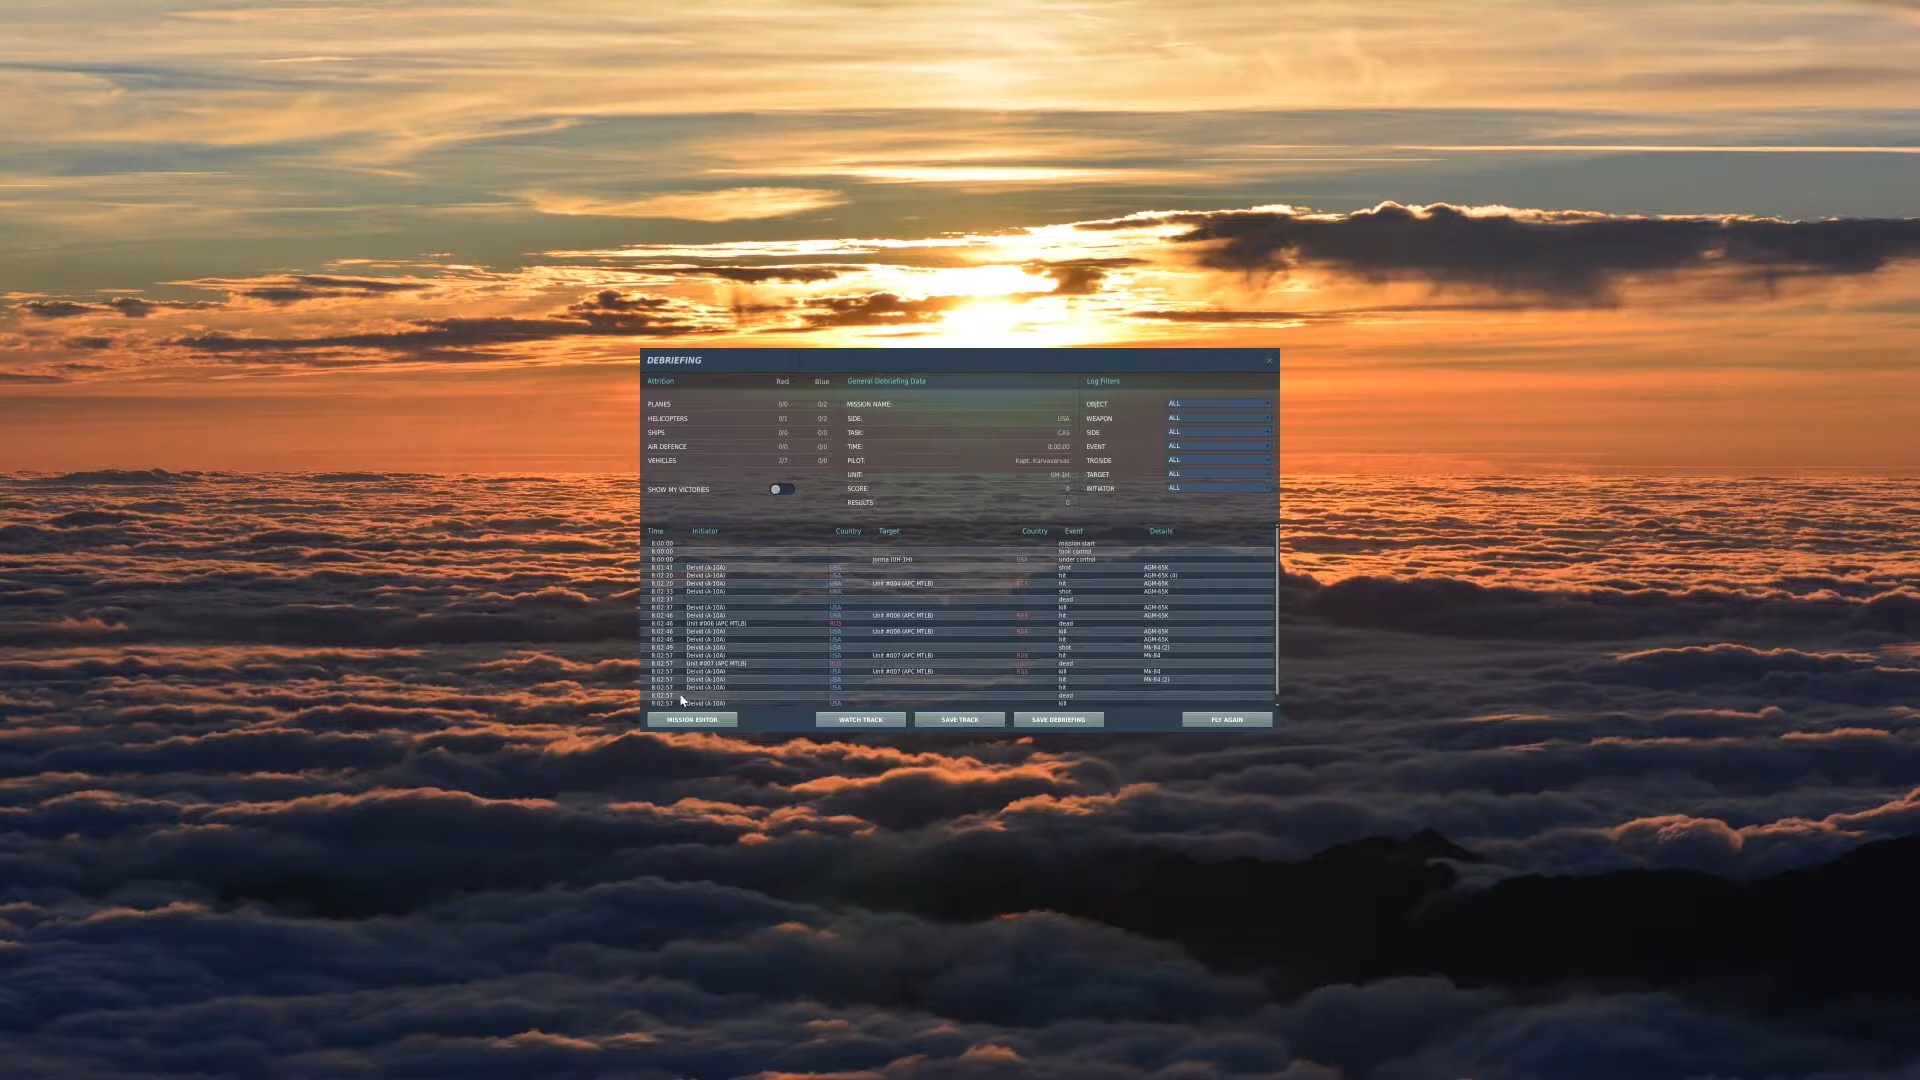 DEBRIEFING ×
Attrition Red Blue General Debriefing Data Log Filters
PLANES 0/0 0/2 MISSION NAME: OBJECT ALL
HELICOPTERS 0/1 0/2 SIDE: USA WEAPON ALL
SHIPS 0/0 0/0 TASK: CAS SIDE ALL
AIR DEFENCE 0/0 0/0 TIME: 8:00:00 EVENT ALL
VEHICLES 2/7 0/0 PILOT: Kapt. Karvavarvas TRGSIDE ALL
UNIT: UH-1H TARGET ALL
SHOW MY VICTORIES SCORE: 0 INITIATOR ALL
RESULTS 0
Time Initiator Country Target Country Event Details
8:00:00 mission start
8:00:00 took control
8:00:00 Jorma (UH-1H) USA under control
8:01:41 Deivid (A-10A) USA shot AGM-65K
8:02:20 Deivid (A-10A) USA hit AGM-65K (4)
8:02:20 Deivid (A-10A) USA Unit #004 (APC MTLB) RUS hit AGM-65K
8:02:33 Deivid (A-10A) USA shot AGM-65K
8:02:37 dead
8:02:37 Deivid (A-10A) USA kill AGM-65K
8:02:46 Deivid (A-10A) USA Unit #006 (APC MTLB) RUS hit AGM-65K
8:02:46 Unit #006 (APC MTLB) RUS dead
8:02:46 Deivid (A-10A) USA Unit #006 (APC MTLB) RUS kill AGM-65K
8:02:46 Deivid (A-10A) USA hit AGM-65K
8:02:49 Deivid (A-10A) USA shot Mk-84 (2)
8:02:57 Deivid (A-10A) USA Unit #007 (APC MTLB) RUS hit Mk-84
8:02:57 Unit #007 (APC MTLB) RUS dead
8:02:57 Deivid (A-10A) USA Unit #007 (APC MTLB) RUS kill Mk-84
8:02:57 Deivid (A-10A) USA hit Mk-84 (2)
8:02:57 Deivid (A-10A) USA hit
8:02:57 dead
8:02:57 Deivid (A-10A) USA kill
MISSION EDITOR WATCH TRACK SAVE TRACK SAVE DEBRIEFING FLY AGAIN